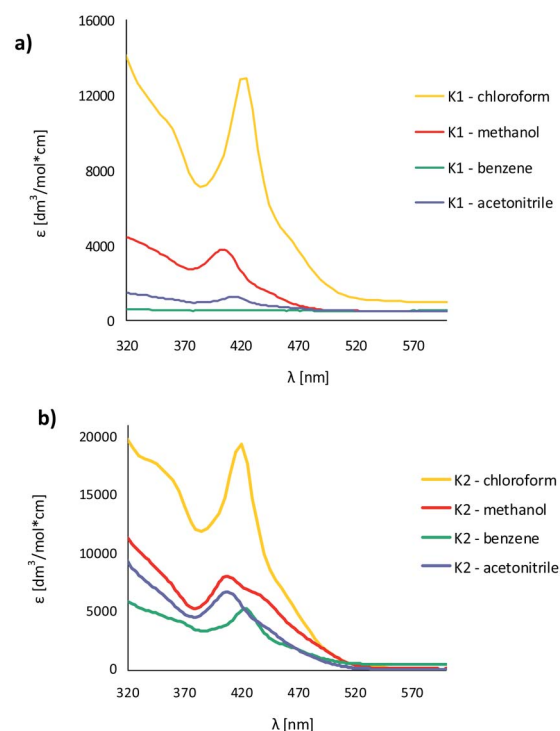 a)
16000
12000
8000
4000
0
ε [dm³/mol*cm]
320 370 420 470 520 570
λ [nm]
K1 - chloroform
K1 - methanol
K1 - benzene
K1 - acetonitrile
b)
20000
15000
10000
5000
0
ε [dm³/mol*cm]
320 370 420 470 520 570
λ [nm]
K2 - chloroform
K2 - methanol
K2 - benzene
K2 - acetonitrile